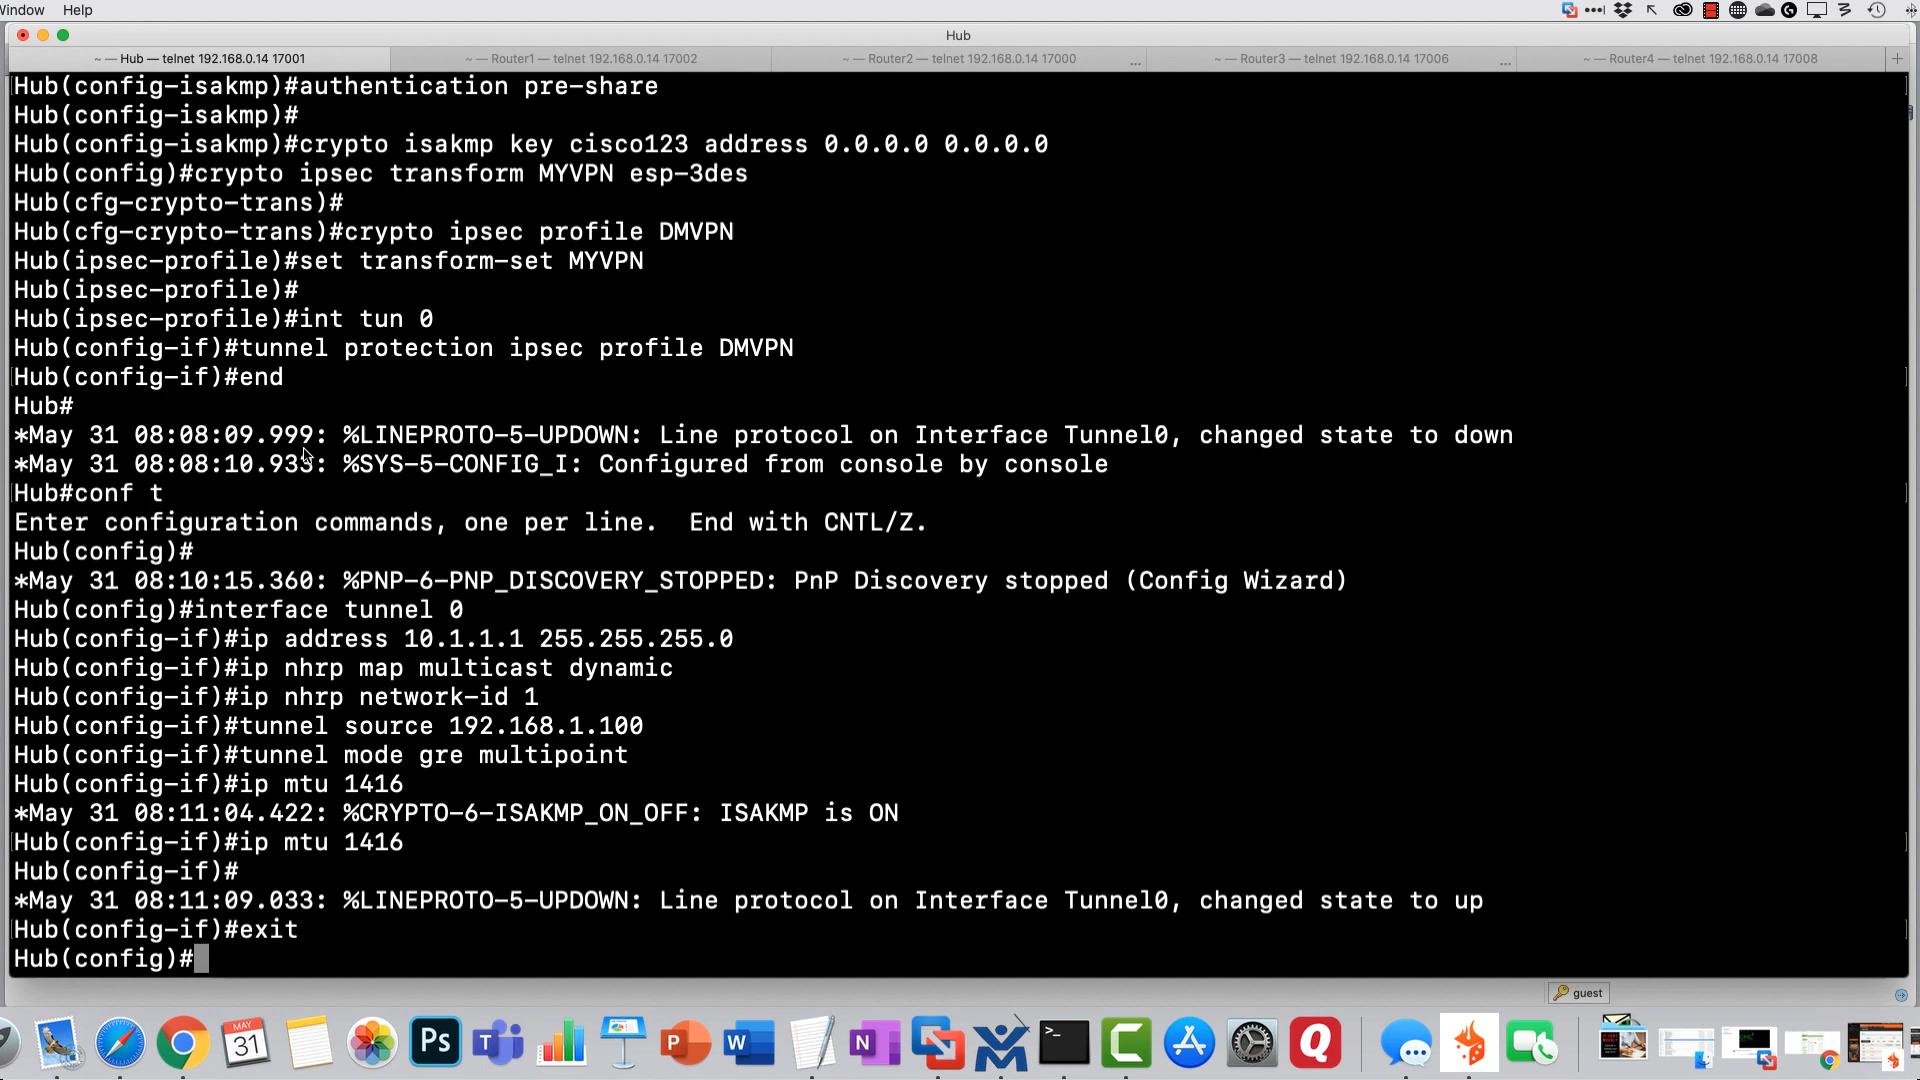 Window Help
Hub
~ — Hub — telnet 192.168.0.14 17001
~ — Router1 — telnet 192.168.0.14 17002
~ — Router2 — telnet 192.168.0.14 17000
...
~ — Router3 — telnet 192.168.0.14 17006
...
~ — Router4 — telnet 192.168.0.14 17008
+
Hub(config-isakmp)#authentication pre-share
Hub(config-isakmp)#
Hub(config-isakmp)#crypto isakmp key cisco123 address 0.0.0.0 0.0.0.0
Hub(config)#crypto ipsec transform MYVPN esp-3des
Hub(cfg-crypto-trans)#
Hub(cfg-crypto-trans)#crypto ipsec profile DMVPN
Hub(ipsec-profile)#set transform-set MYVPN
Hub(ipsec-profile)#
Hub(ipsec-profile)#int tun 0
Hub(config-if)#tunnel protection ipsec profile DMVPN
Hub(config-if)#end
Hub#
*May 31 08:08:09.999: %LINEPROTO-5-UPDOWN: Line protocol on Interface Tunnel0, changed state to down
*May 31 08:08:10.933: %SYS-5-CONFIG_I: Configured from console by console
Hub#conf t
Enter configuration commands, one per line.  End with CNTL/Z.
Hub(config)#
*May 31 08:10:15.360: %PNP-6-PNP_DISCOVERY_STOPPED: PnP Discovery stopped (Config Wizard)
Hub(config)#interface tunnel 0
Hub(config-if)#ip address 10.1.1.1 255.255.255.0
Hub(config-if)#ip nhrp map multicast dynamic
Hub(config-if)#ip nhrp network-id 1
Hub(config-if)#tunnel source 192.168.1.100
Hub(config-if)#tunnel mode gre multipoint
Hub(config-if)#ip mtu 1416
*May 31 08:11:04.422: %CRYPTO-6-ISAKMP_ON_OFF: ISAKMP is ON
Hub(config-if)#ip mtu 1416
Hub(config-if)#
*May 31 08:11:09.033: %LINEPROTO-5-UPDOWN: Line protocol on Interface Tunnel0, changed state to up
Hub(config-if)#exit
Hub(config)#
guest
MAY
31
Ps
T
P
W
N
>_
C
Q